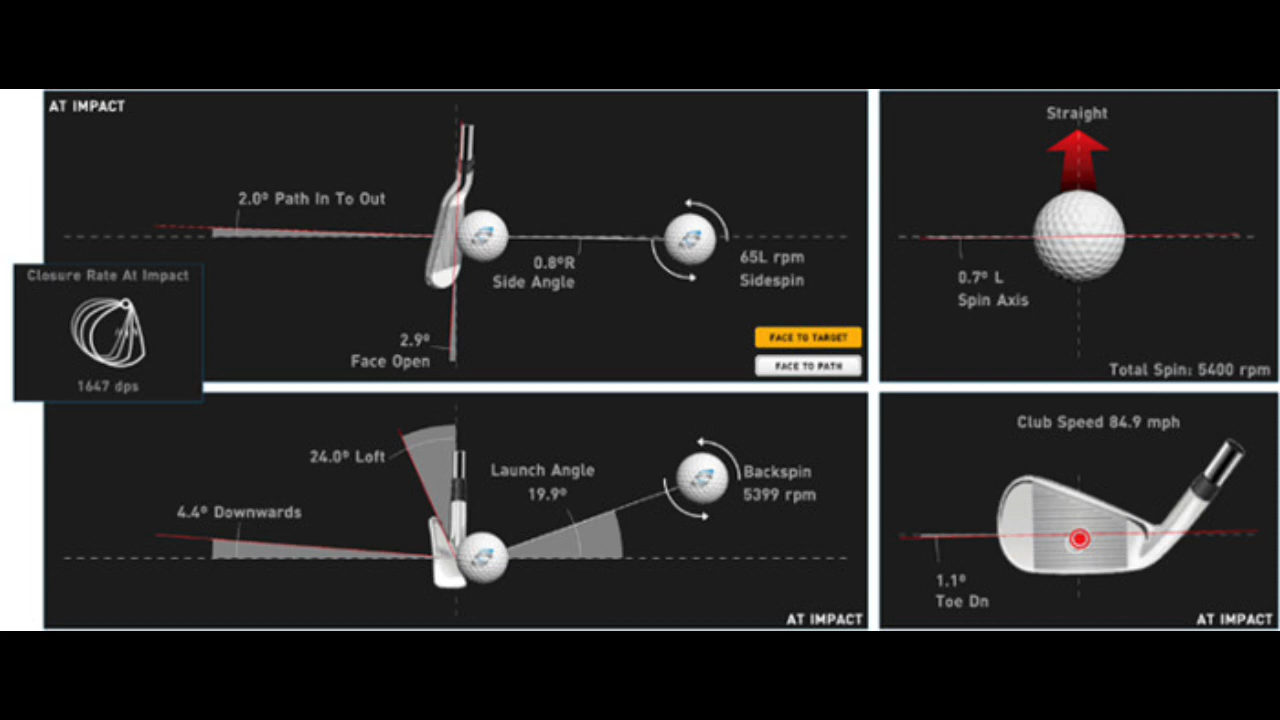 AT IMPACT
2.0º Path In To Out
0.8ºR
Side Angle
65L rpm
Sidespin
2.9º
Face Open
FACE TO TARGET
FACE TO PATH
Closure Rate At Impact
1647 dps
Straight
0.7º L
Spin Axis
Total Spin: 5400 rpm
24.0º Loft
Launch Angle
19.9º
Backspin
5399 rpm
4.4º Downwards
AT IMPACT
Club Speed 84.9 mph
1.1º
Toe Dn
AT IMPACT